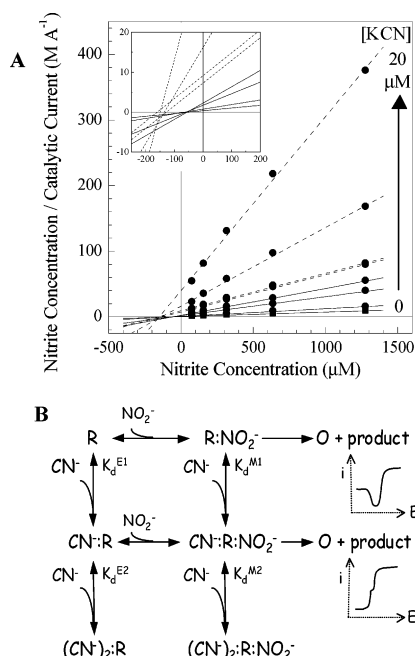 A
[KCN]
20
µM
0
Nitrite Concentration / Catalytic Current (M A⁻¹)
400
300
200
100
0
20
10
0
-10
-200 -100 0 100 200
-500 0 500 1000 1500
Nitrite Concentration (µM)
B
NO₂⁻
R R:NO₂⁻ O + product
CN⁻ K_d^E1 CN⁻ K_d^M1
i
E
NO₂⁻
CN⁻:R CN⁻:R:NO₂⁻ O + product
CN⁻ K_d^E2 CN⁻ K_d^M2
i
E
(CN⁻)₂:R (CN⁻)₂:R:NO₂⁻